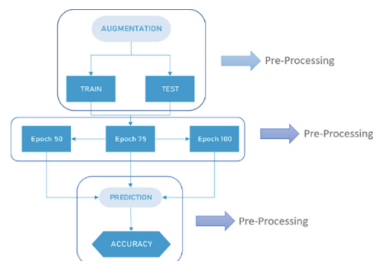 AUGMENTATION
Pre-Processing
TRAIN
TEST
Epoch 50
Epoch 75
Epoch 100
Pre-Processing
PREDICTION
Pre-Processing
ACCURACY